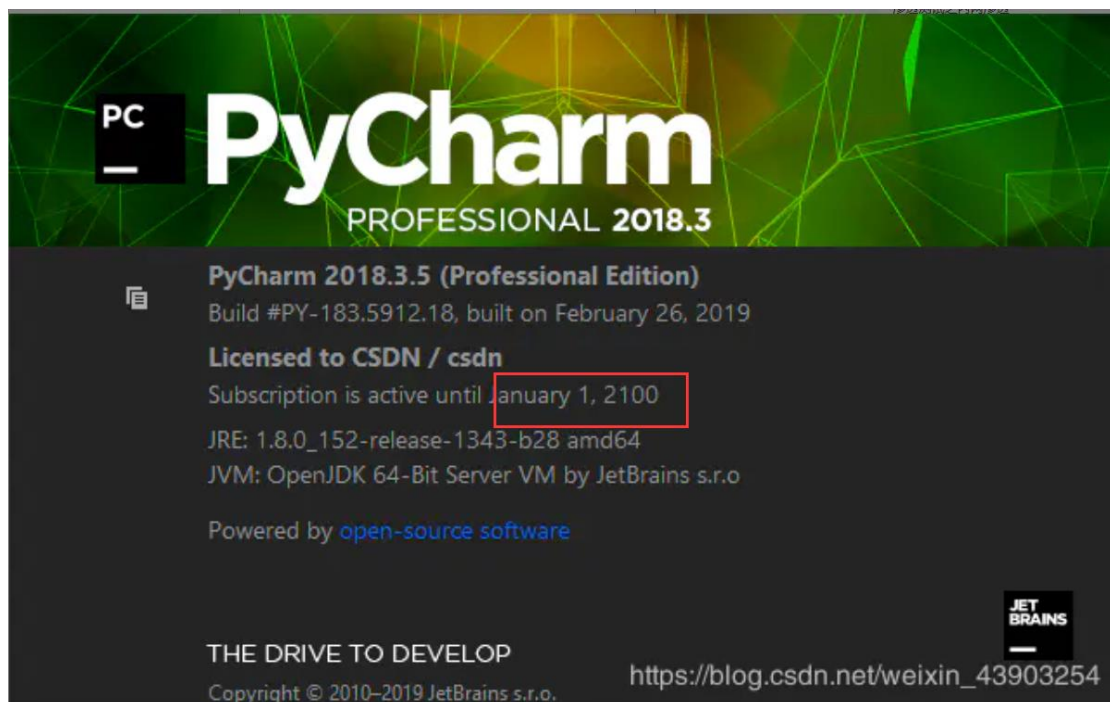 PC
PyCharm
PROFESSIONAL 2018.3
PyCharm 2018.3.5 (Professional Edition)
Build #PY-183.5912.18, built on February 26, 2019
Licensed to CSDN / csdn
Subscription is active until January 1, 2100
JRE: 1.8.0_152-release-1343-b28 amd64
JVM: OpenJDK 64-Bit Server VM by JetBrains s.r.o
Powered by open-source software
JET
BRAINS
THE DRIVE TO DEVELOP
https://blog.csdn.net/weixin_43903254
Copyright © 2010–2019 JetBrains s.r.o.